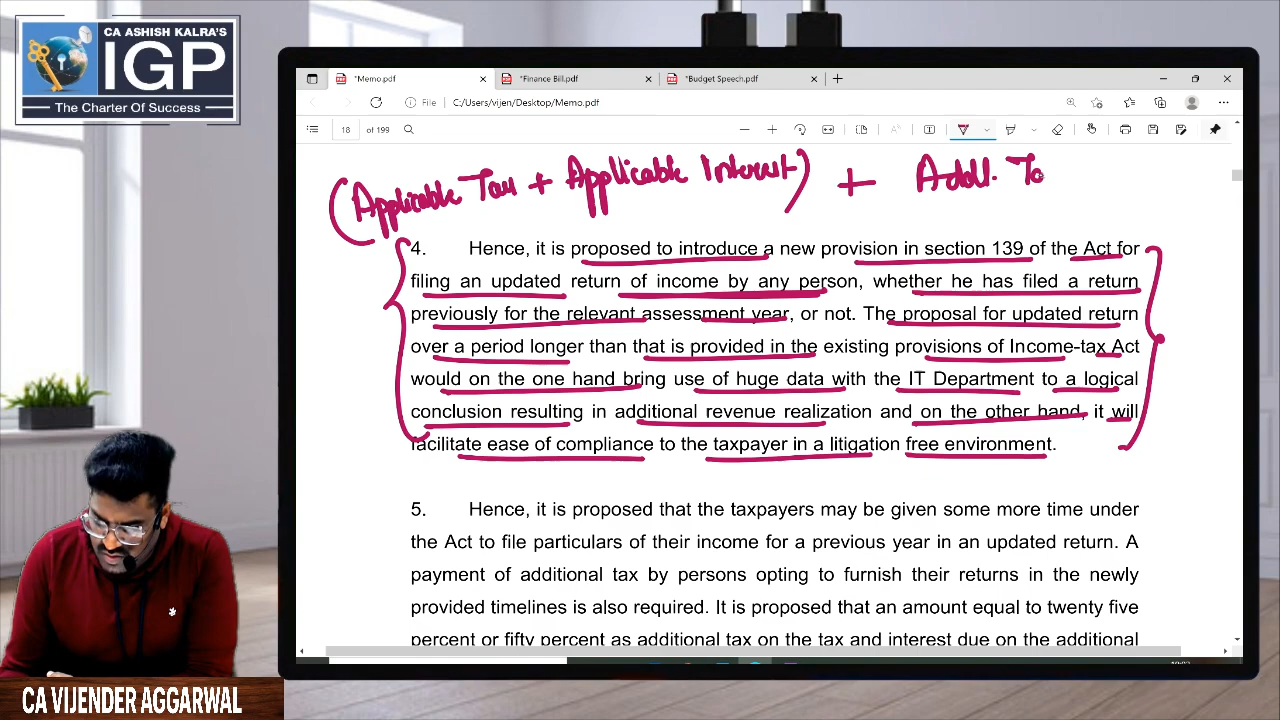 CA ASHISH KALRA'S
IGP
The Charter Of Success
*Memo.pdf
*Finance Bill.pdf
*Budget Speech.pdf
File
C:/Users/vijen/Desktop/Memo.pdf
18 of 199
(Applicable Tax + Applicable Interest) + Addl. Ta
4. Hence, it is proposed to introduce a new provision in section 139 of the Act for
filing an updated return of income by any person, whether he has filed a return
previously for the relevant assessment year, or not. The proposal for updated return
over a period longer than that is provided in the existing provisions of Income-tax Act
would on the one hand bring use of huge data with the IT Department to a logical
conclusion resulting in additional revenue realization and on the other hand, it will
facilitate ease of compliance to the taxpayer in a litigation free environment.
5. Hence, it is proposed that the taxpayers may be given some more time under
the Act to file particulars of their income for a previous year in an updated return. A
payment of additional tax by persons opting to furnish their returns in the newly
provided timelines is also required. It is proposed that an amount equal to twenty five
percent or fifty percent as additional tax on the tax and interest due on the additional
CA VIJENDER AGGARWAL